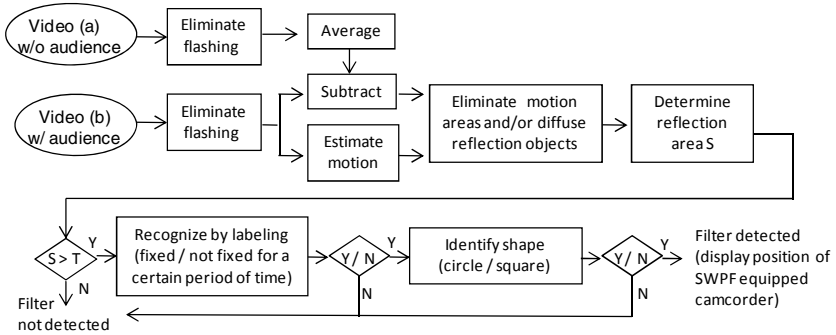 Video (a)
w/o audience
Eliminate
flashing
Average
Video (b)
w/ audience
Eliminate
flashing
Subtract
Estimate
motion
Eliminate motion
areas and/or diffuse
reflection objects
Determine
reflection
area S
S > T
Y
N
Recognize by labeling
(fixed / not fixed for a
certain period of time)
Y / N
Y
N
Identify shape
(circle / square)
Y / N
Y
N
Filter detected
(display position of
SWPF equipped
camcorder)
Filter
not detected